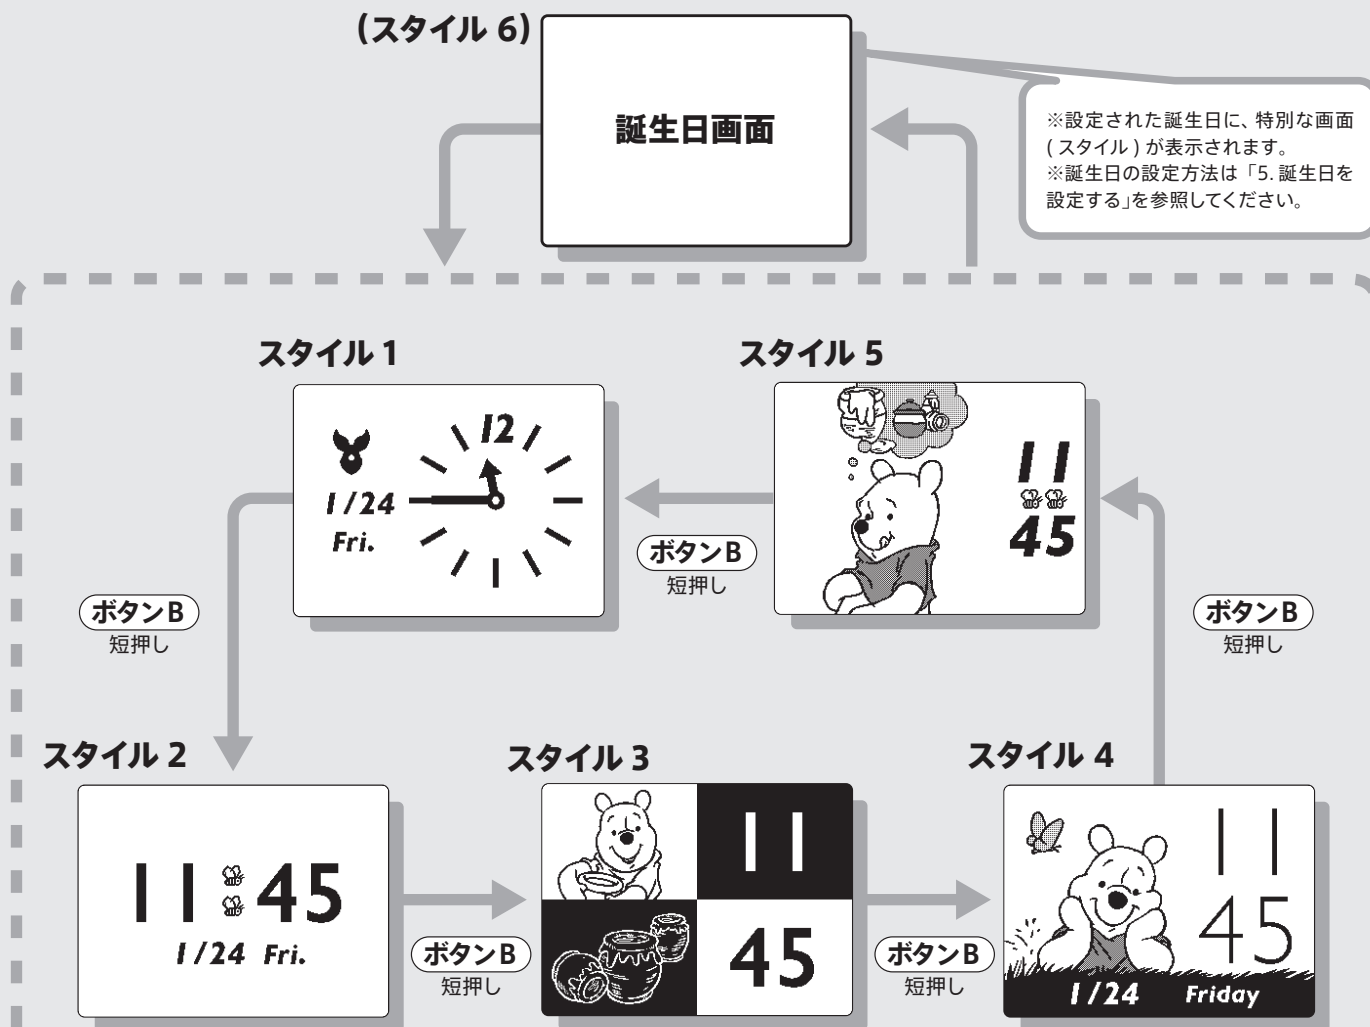 (スタイル 6)
誕生日画面
※設定された誕生日に、特別な画面
( スタイル ) が表示されます。
※誕生日の設定方法は「5. 誕生日を
設定する」を参照してください。
スタイル 1
12
1/24
Fri.
スタイル 5
11
45
ボタンB
短押し
ボタンB
短押し
ボタンB
短押し
スタイル 2
11 45
1/24 Fri.
ボタンB
短押し
スタイル 3
11
45
ボタンB
短押し
スタイル 4
11
45
1/24 Friday